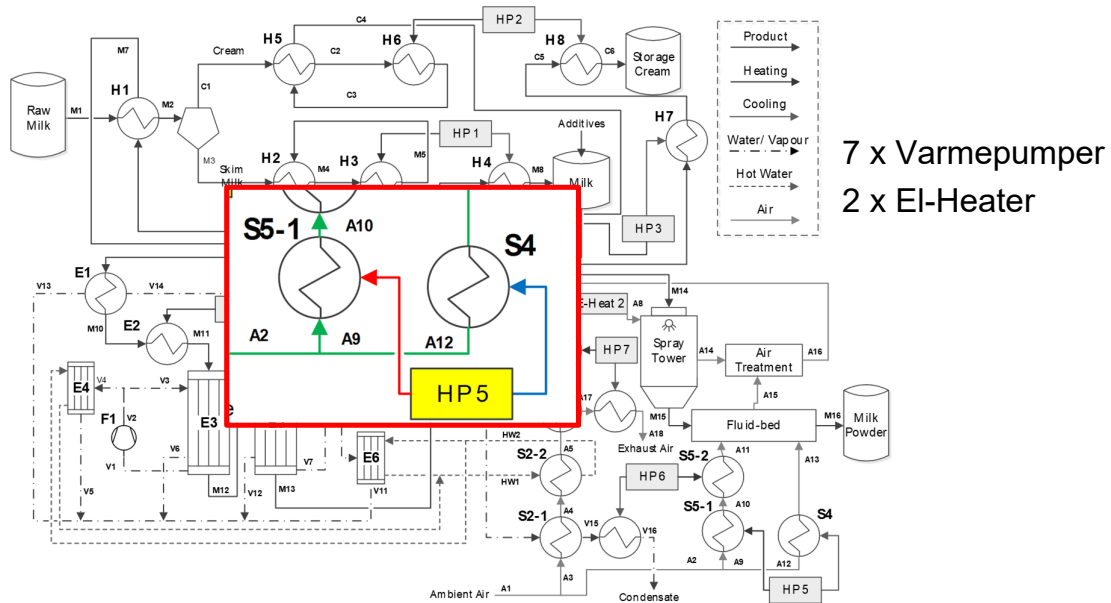 C4
HP2
M7
H5
H6
H8
Cream
C2
C5
C6
Storage
Cream
Product
Heating
Cooling
Water/ Vapour
Hot Water
Air
Raw
Milk
M1
H1
M2
C1
C3
H7
M3
Skim
Milk
H2
M4
H3
M5
HP1
H4
M8
Additives
Milk
HP3
7 x Varmepumper
2 x El-Heater
S5-1
A10
S4
A2
A9
A12
HP5
E1
V13
V14
M10
E2
M11
E-Heat 2
A8
M14
Spray
Tower
A14
Air
Treatment
A16
HP7
A15
M15
M16
Fluid-bed
Milk
Powder
E4
V4
V3
F1
V2
V1
E3
V6
V7
V5
M12
V12
M13
E6
V11
HW2
HW1
A17
A18
Exhaust Air
S2-2
A5
A4
S2-1
V15
V16
HP6
S5-2
A11
A13
A10
S5-1
S4
A2
A9
A12
HP5
A1
A3
Ambient Air
Condensate